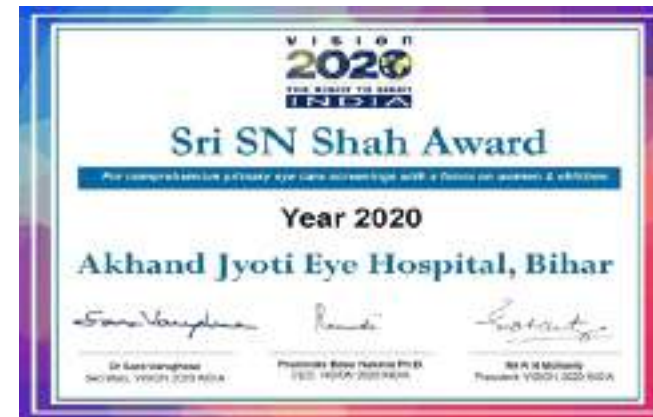 VISION
2020
THE RIGHT TO SIGHT
INDIA
Sri SN Shah Award
For comprehensive primary eye care screenings with a focus on women & children
Year 2020
Akhand Jyoti Eye Hospital, Bihar
Dr Sara Varughese
Secretary, VISION 2020 INDIA
CEO, VISION 2020 INDIA
President, VISION 2020 INDIA